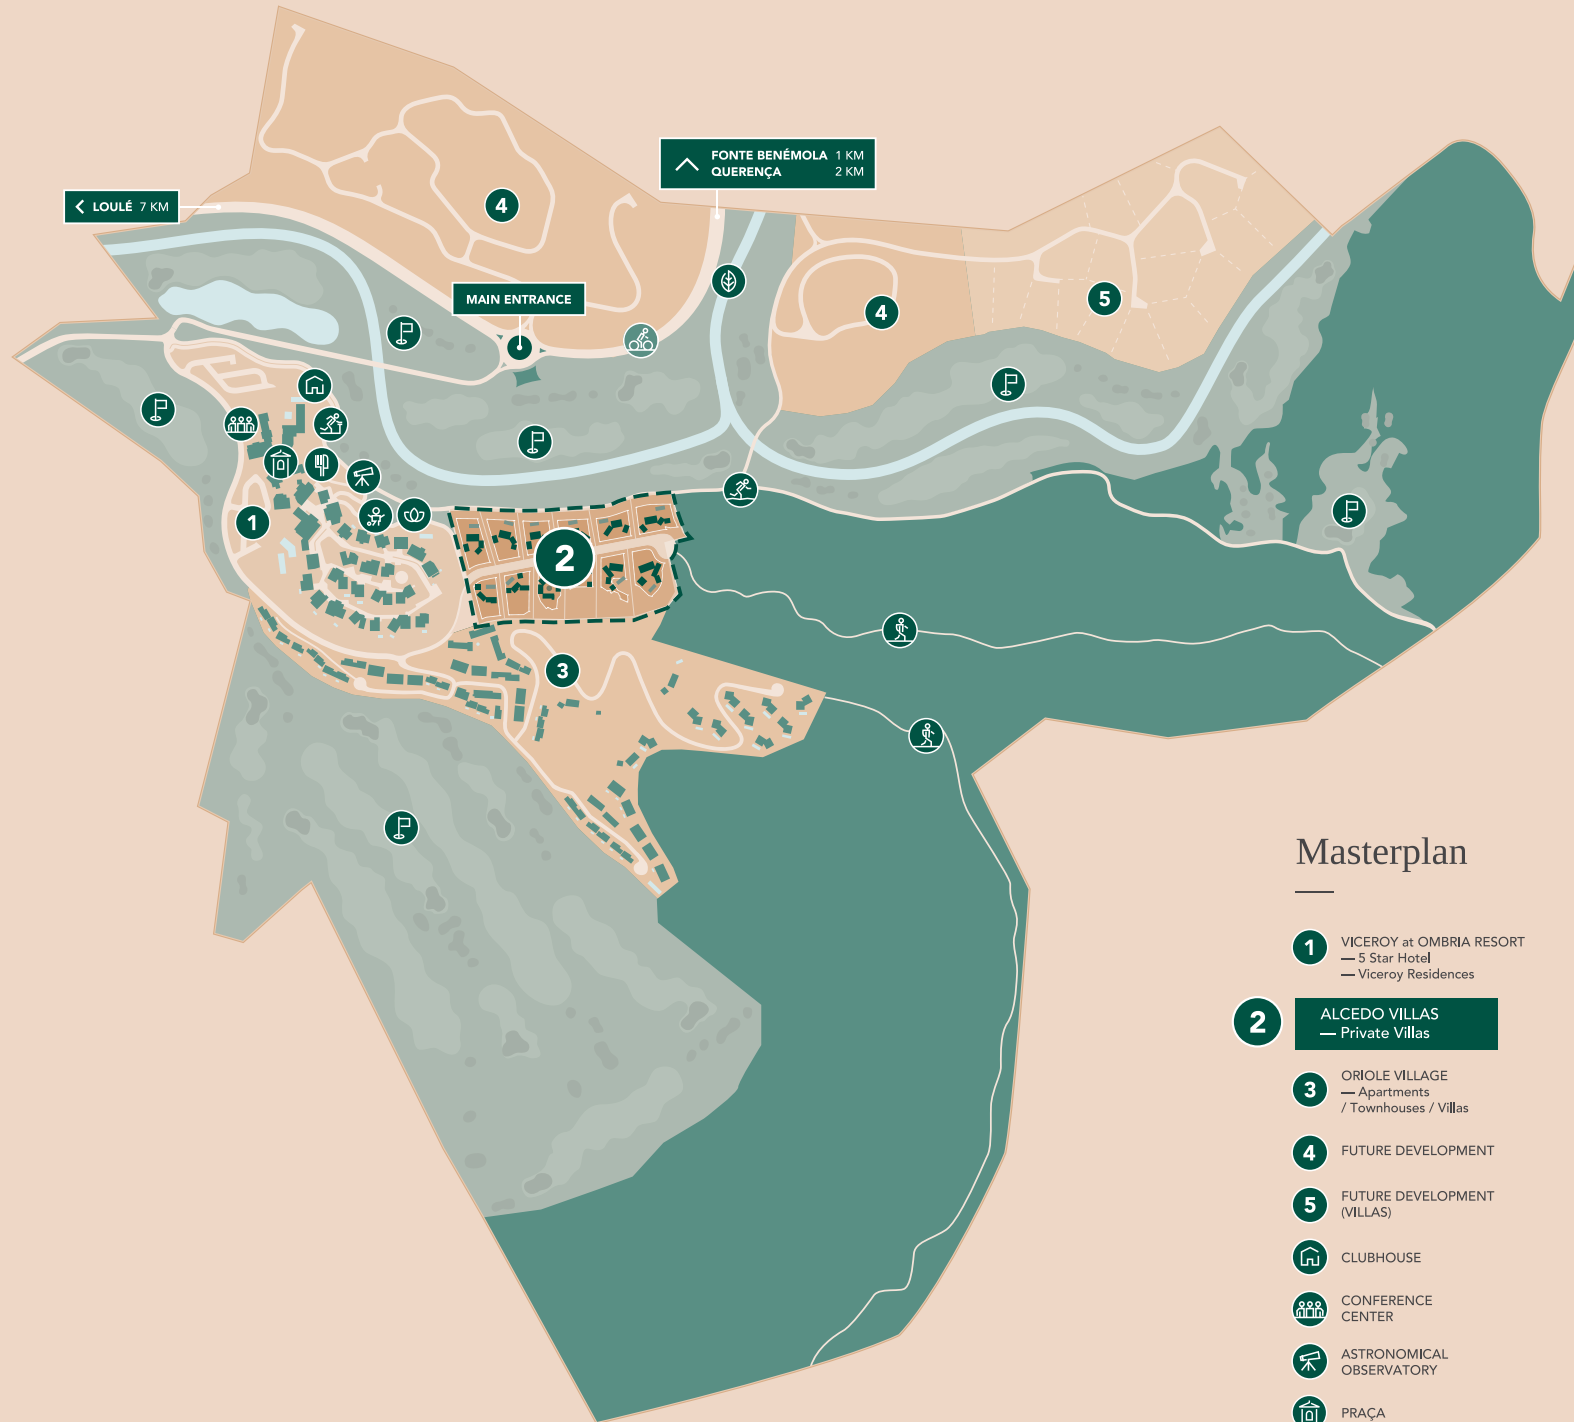 FONTE BENÉMOLA 1 KM
QUERENÇA 2 KM
LOULÉ 7 KM
4
MAIN ENTRANCE
5
4
1
2
3
Masterplan
1 VICEROY at OMBRIA RESORT
— 5 Star Hotel
— Viceroy Residences
2 ALCEDO VILLAS
— Private Villas
3 ORIOLE VILLAGE
— Apartments
/ Townhouses / Villas
4 FUTURE DEVELOPMENT
5 FUTURE DEVELOPMENT
(VILLAS)
CLUBHOUSE
CONFERENCE
CENTER
ASTRONOMICAL
OBSERVATORY
PRAÇA